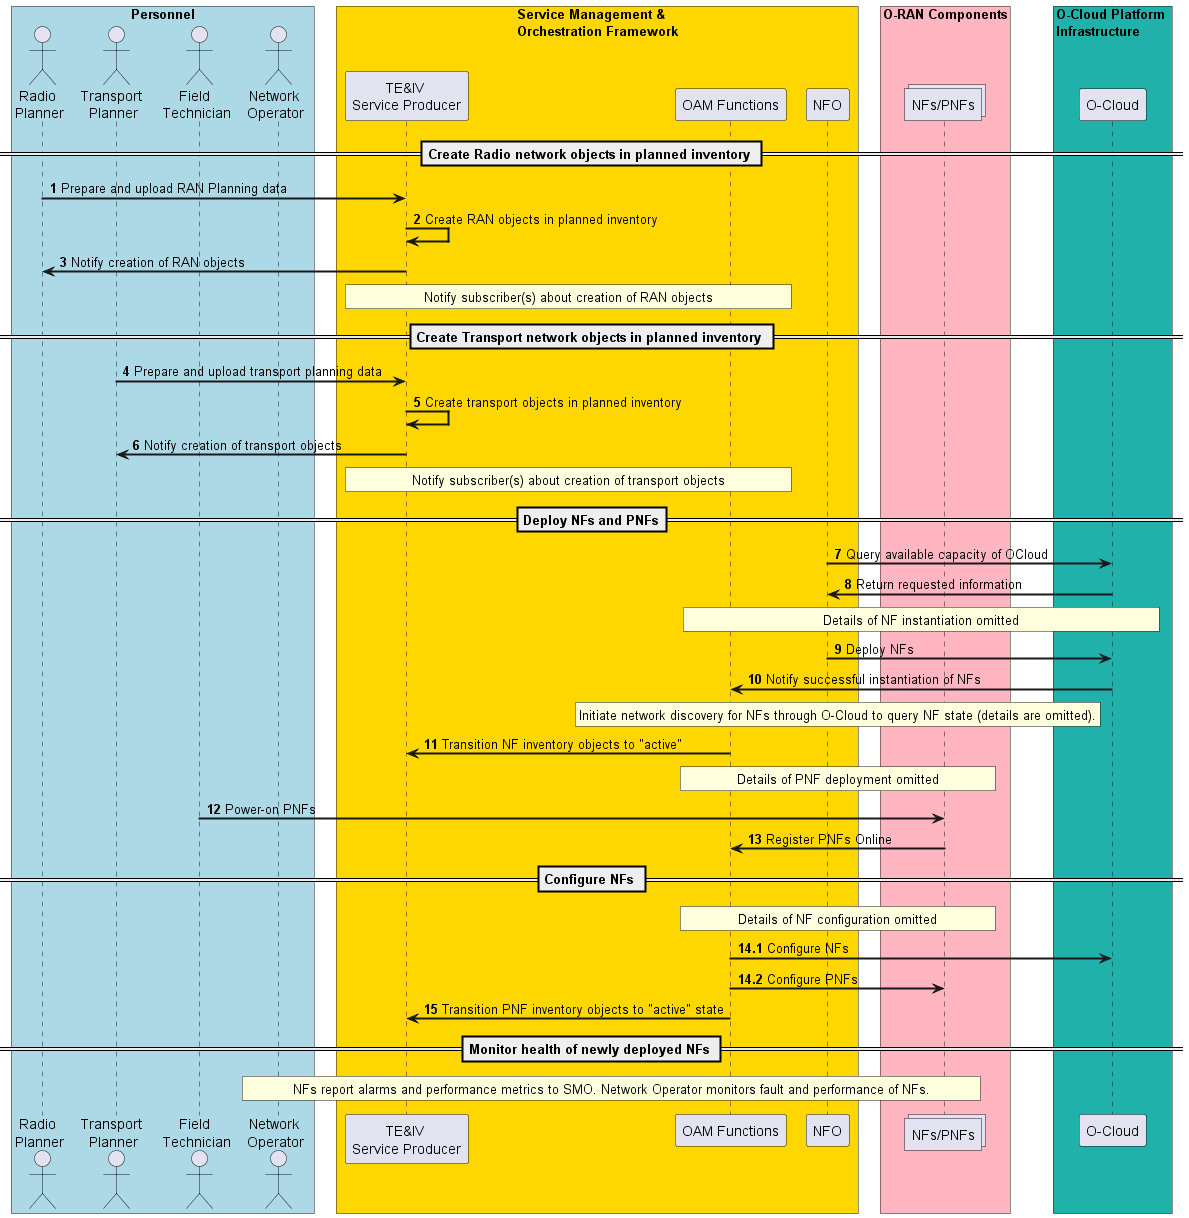 Personnel
Service Management &
Orchestration Framework
O-RAN Components
O-Cloud Platform
Infrastructure
Radio
Planner
Transport
Planner
Field
Technician
Network
Operator
TE&IV
Service Producer
OAM Functions
NFO
NFs/PNFs
O-Cloud
Create Radio network objects in planned inventory
1 Prepare and upload RAN Planning data
2 Create RAN objects in planned inventory
3 Notify creation of RAN objects
Notify subscriber(s) about creation of RAN objects
Create Transport network objects in planned inventory
4 Prepare and upload transport planning data
5 Create transport objects in planned inventory
6 Notify creation of transport objects
Notify subscriber(s) about creation of transport objects
Deploy NFs and PNFs
7 Query available capacity of OCloud
8 Return requested information
Details of NF instantiation omitted
9 Deploy NFs
10 Notify successful instantiation of NFs
Initiate network discovery for NFs through O-Cloud to query NF state (details are omitted).
11 Transition NF inventory objects to "active"
Details of PNF deployment omitted
12 Power-on PNFs
13 Register PNFs Online
Configure NFs
Details of NF configuration omitted
14.1 Configure NFs
14.2 Configure PNFs
15 Transition PNF inventory objects to "active" state
Monitor health of newly deployed NFs
NFs report alarms and performance metrics to SMO. Network Operator monitors fault and performance of NFs.
Radio
Planner
Transport
Planner
Field
Technician
Network
Operator
TE&IV
Service Producer
OAM Functions
NFO
NFs/PNFs
O-Cloud